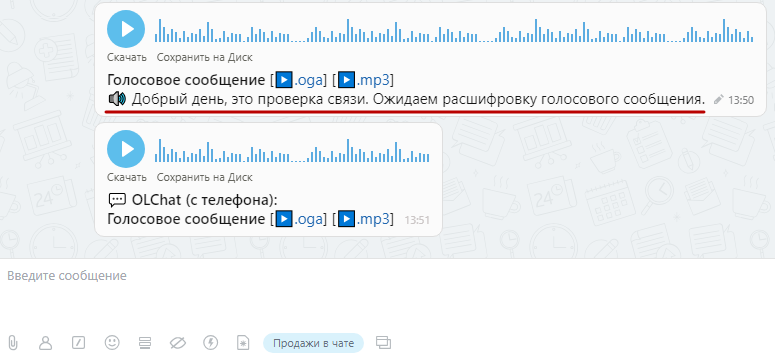 Скачать Сохранить на Диск
Голосовое сообщение [▶.oga] [▶.mp3]
🔊 Добрый день, это проверка связи. Ожидаем расшифровку голосового сообщения. 13:50
Скачать Сохранить на Диск
💬 OLChat (с телефона):
Голосовое сообщение [▶.oga] [▶.mp3] 13:51
Введите сообщение
Продажи в чате